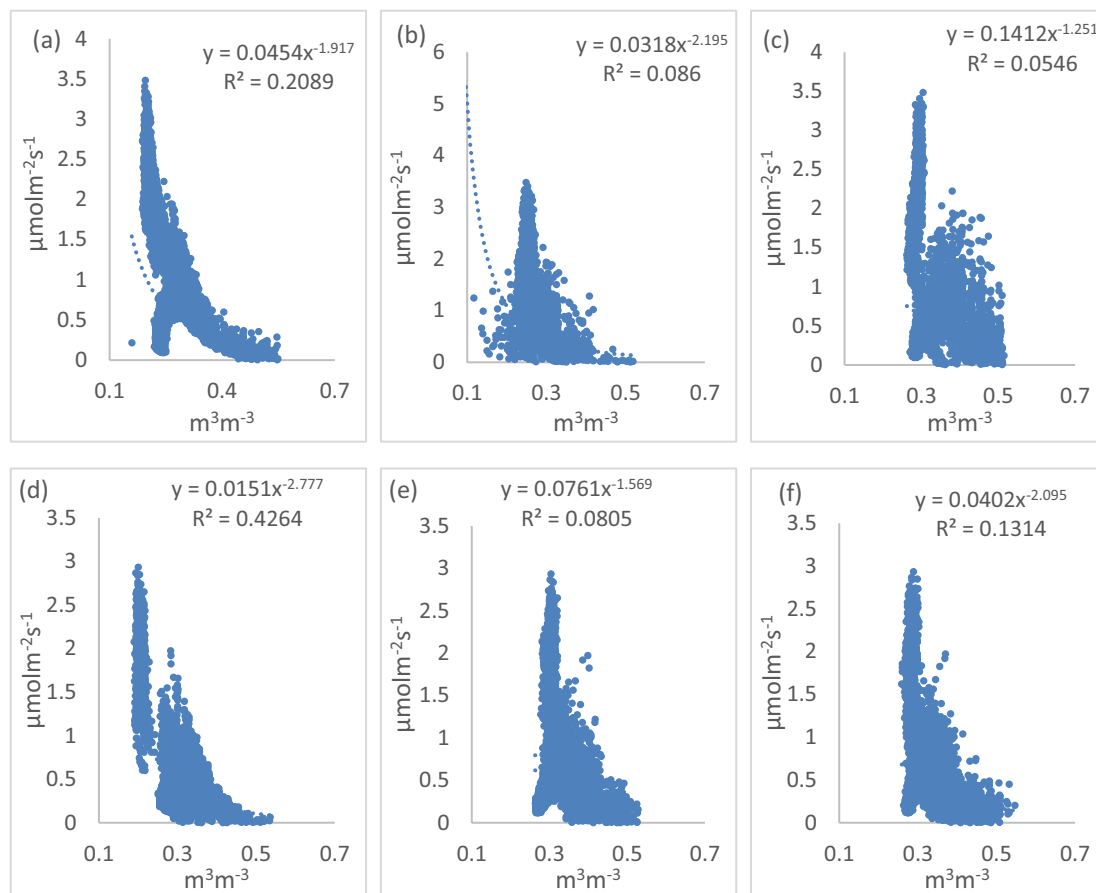 (a)
y = 0.0454x⁻¹·⁹¹⁷
R² = 0.2089
4
3.5
3
2.5
2
1.5
1
0.5
0
µmolm⁻²s⁻¹
0.1 0.4 0.7
m³m⁻³
(b)
y = 0.0318x⁻²·¹⁹⁵
R² = 0.086
6
5
4
3
2
1
0
µmolm⁻²s⁻¹
0.1 0.3 0.5 0.7
m³m⁻³
(c)
y = 0.1412x⁻¹·²⁵¹
R² = 0.0546
4
3.5
3
2.5
2
1.5
1
0.5
0
µmolm⁻²s⁻¹
0.1 0.3 0.5 0.7
m³m⁻³
(d)
y = 0.0151x⁻²·⁷⁷⁷
R² = 0.4264
3.5
3
2.5
2
1.5
1
0.5
0
µmolm⁻²s⁻¹
0.1 0.3 0.5 0.7
m³m⁻³
(e)
y = 0.0761x⁻¹·⁵⁶⁹
R² = 0.0805
3.5
3
2.5
2
1.5
1
0.5
0
µmolm⁻²s⁻¹
0.1 0.3 0.5 0.7
m³m⁻³
(f)
y = 0.0402x⁻²·⁰⁹⁵
R² = 0.1314
3.5
3
2.5
2
1.5
1
0.5
0
µmolm⁻²s⁻¹
0.1 0.3 0.5 0.7
m³m⁻³